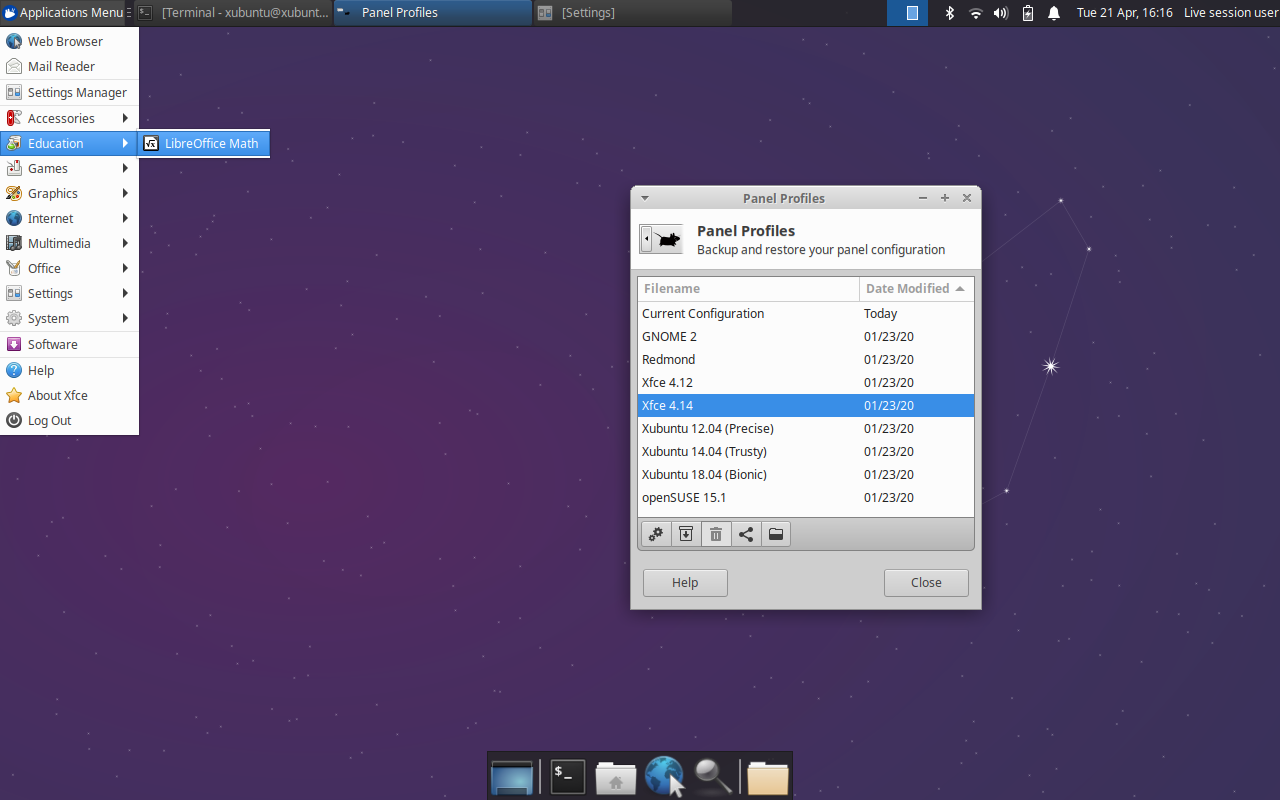 Applications Menu [Terminal - xubuntu@xubunt... Panel Profiles [Settings] Tue 21 Apr, 16:16 Live session user
Web Browser
Mail Reader
Settings Manager
Accessories
Education
LibreOffice Math
Games
Graphics
Internet
Multimedia
Office
Settings
System
Software
Help
About Xfce
Log Out
Panel Profiles
Panel Profiles
Backup and restore your panel configuration
Filename Date Modified
Current Configuration Today
GNOME 2 01/23/20
Redmond 01/23/20
Xfce 4.12 01/23/20
Xfce 4.14 01/23/20
Xubuntu 12.04 (Precise) 01/23/20
Xubuntu 14.04 (Trusty) 01/23/20
Xubuntu 18.04 (Bionic) 01/23/20
openSUSE 15.1 01/23/20
Help Close
$_